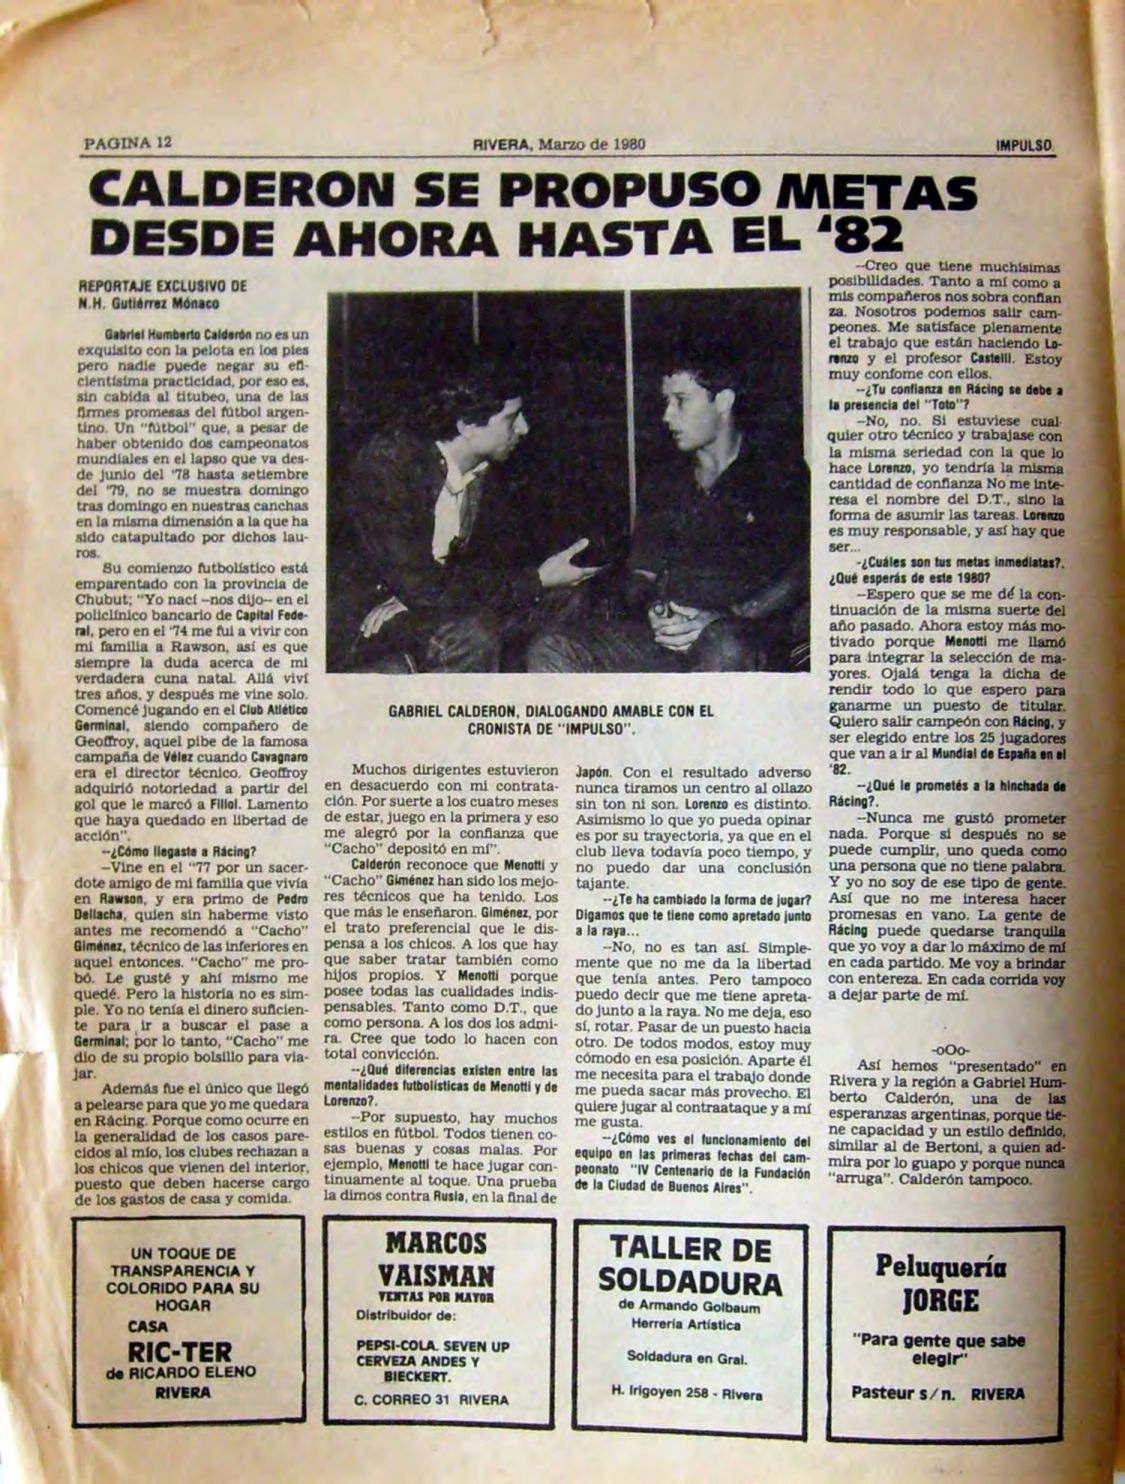 PAGINA 12
RIVERA, Marzo de 1980
IMPULSO
CALDERON SE PROPUSO METAS
DESDE AHORA HASTA EL '82
REPORTAJE EXCLUSIVO DE
N.H. Gutiérrez Mónaco
Gabriel Humberto Calderón no es un
exquisito con la pelota en los pies
pero nadie puede negar su efi-
cientísima practicidad, por eso es,
sin cabida al titubeo, una de las
firmes promesas del fútbol argen-
tino. Un "fútbol" que, a pesar de
haber obtenido dos campeonatos
mundiales en el lapso que va des-
de junio del '78 hasta setiembre
del '79, no se muestra domingo
tras domingo en nuestras canchas
en la misma dimensión a la que ha
sido catapultado por dichos lau-
ros.
Su comienzo futbolístico está
emparentado con la provincia de
Chubut; "Yo nací --nos dijo-- en el
policlínico bancario de Capital Fede-
ral, pero en el '74 me fui a vivir con
mi familia a Rawson, así es que
siempre la duda acerca de mi
verdadera cuna natal. Allá viví
tres años, y después me vine solo.
Comencé jugando en el Club Atlético
Germinal, siendo compañero de
Geoffroy, aquel pibe de la famosa
campaña de Vélez cuando Cavagnaro
era el director técnico. Geoffroy
adquirió notoriedad a partir del
gol que le marcó a Fillol. Lamento
que haya quedado en libertad de
acción".
--¿Cómo llegaste a Rácing?
--Vine en el "77 por un sacer-
dote amigo de mi familia que vivía
en Rawson, y era primo de Pedro
Dellacha, quien sin haberme visto
antes me recomendó a "Cacho"
Giménez, técnico de las inferiores en
aquel entonces. "Cacho" me pro-
bó. Le gusté y ahí mismo me
quedé. Pero la historia no es sim-
ple. Yo no tenía el dinero suficien-
te para ir a buscar el pase a
Germinal; por lo tanto, "Cacho" me
dio de su propio bolsillo para via-
jar.
Además fue el único que llegó
a pelearse para que yo me quedara
en Rácing. Porque como ocurre en
la generalidad de los casos pare-
cidos al mío, los clubes rechazan a
los chicos que vienen del interior,
puesto que deben hacerse cargo
de los gastos de casa y comida.
GABRIEL CALDERON, DIALOGANDO AMABLE CON EL
CRONISTA DE "IMPULSO".
Muchos dirigentes estuvieron
en desacuerdo con mi contrata-
ción. Por suerte a los cuatro meses
de estar, juego en la primera y eso
me alegró por la confianza que
"Cacho" depositó en mí".
Calderón reconoce que Menotti y
"Cacho" Giménez han sido los mejo-
res técnicos que ha tenido. Los
que más le enseñaron. Giménez, por
el trato preferencial que le dis-
pensa a los chicos. A los que hay
que saber tratar también como
hijos propios. Y Menotti porque
posee todas las cualidades indis-
pensables. Tanto como D.T., que
como persona. A los dos los admi-
ra. Cree que todo lo hacen con
total convicción.
--¿Qué diferencias existen entre las
mentalidades futbolísticas de Menotti y de
Lorenzo?.
--Por supuesto, hay muchos
estilos en fútbol. Todos tienen co-
sas buenas y cosas malas. Por
ejemplo, Menotti te hace jugar con-
tinuamente al toque. Una prueba
la dimos contra Rusia, en la final de
Japón. Con el resultado adverso
nunca tiramos un centro al ollazo
sin ton ni son. Lorenzo es distinto.
Asimismo lo que yo pueda opinar
es por su trayectoria, ya que en el
club lleva todavía poco tiempo, y
no puedo dar una conclusión
tajante.
--¿Te ha cambiado la forma de jugar?
Digamos que te tiene como apretado junto
a la raya...
--No, no es tan así. Simple-
mente que no me da la libertad
que tenía antes. Pero tampoco
puedo decir que me tiene apreta-
do junto a la raya. No me deja, eso
sí, rotar. Pasar de un puesto hacia
otro. De todos modos, estoy muy
cómodo en esa posición. Aparte él
me necesita para el trabajo donde
me pueda sacar más provecho. El
quiere jugar al contraataque y a mí
me gusta.
--¿Cómo ves el funcionamiento del
equipo en las primeras fechas del cam-
peonato "IV Centenario de la Fundación
de la Ciudad de Buenos Aires".
--Creo que tiene muchísimas
posibilidades. Tanto a mí como a
mis compañeros nos sobra confian
za. Nosotros podemos salir cam-
peones. Me satisface plenamente
el trabajo que están haciendo Lo-
renzo y el profesor Castelli. Estoy
muy confome con ellos.
--¿Tu confianza en Rácing se debe a
la presencia del "Toto"?
--No, no. Si estuviese cual-
quier otro técnico y trabajase con
la misma seriedad con la que lo
hace Lorenzo, yo tendría la misma
cantidad de confianza No me inte-
resa el nombre del D.T., sino la
forma de asumir las tareas. Lorenzo
es muy responsable, y así hay que
ser...
-¿Cuáles son tus metas inmediatas?.
¿Qué esperás de este 1980?
--Espero que se me dé la con-
tinuación de la misma suerte del
año pasado. Ahora estoy más mo-
tivado porque Menotti me llamó
para integrar la selección de ma-
yores. Ojalá tenga la dicha de
rendir todo lo que espero para
ganarme un puesto de titular.
Quiero salir campeón con Rácing, y
ser elegido entre los 25 jugadores
que van a ir al Mundial de España en el
'82.
--¿Qué le prometés a la hinchada de
Rácing?.
--Nunca me gustó prometer
nada. Porque si después no se
puede cumplir, uno queda como
una persona que no tiene palabra.
Y yo no soy de ese tipo de gente.
Así que no me interesa hacer
promesas en vano. La gente de
Rácing puede quedarse tranquila
que yo voy a dar lo máximo de mí
en cada partido. Me voy a brindar
con entereza. En cada corrida voy
a dejar parte de mí.
-oOo-
Así hemos "presentado" en
Rivera y la región a Gabriel Hum-
berto Calderón, una de las
esperanzas argentinas, porque tie-
ne capacidad y un estilo definido,
similar al de Bertoni, a quien ad-
mira por lo guapo y porque nunca
"arruga". Calderón tampoco.
UN TOQUE DE
TRANSPARENCIA Y
COLORIDO PARA SU
HOGAR
CASA
RIC-TER
de RICARDO ELENO
RIVERA
MARCOS
VAISMAN
VENTAS POR MAYOR
Distribuidor de:
PEPSI-COLA. SEVEN UP
CERVEZA ANDES Y
BIECKERT.
C. CORREO 31 RIVERA
TALLER DE
SOLDADURA
de Armando Golbaum
Herrería Artística
Soldadura en Gral.
H. Irigoyen 258 - Rivera
Peluquería
JORGE
"Para gente que sabe
elegir"
Pasteur s/n. RIVERA